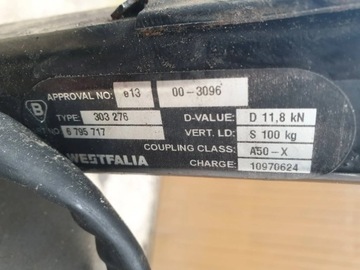 APPROVAL NO: e13 00-3096
TYPE 303 276 D-VALUE: D 11,8 kN
NO 6 795 717 VERT. LD: S 100 kg
WESTFALIA COUPLING CLASS: A50-X
CHARGE: 10970624
B